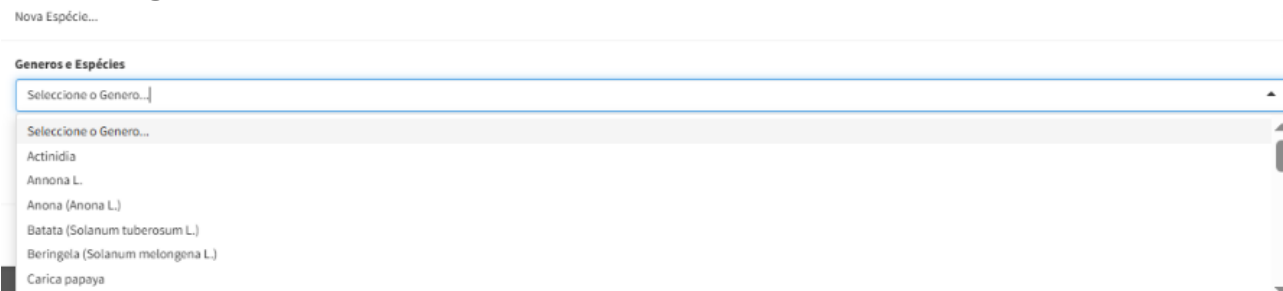 Nova Espécie...
Generos e Espécies
Seleccione o Genero...
Seleccione o Genero...
Actinidia
Annona L.
Anona (Anona L.)
Batata (Solanum tuberosum L.)
Beringela (Solanum melongena L.)
Carica papaya